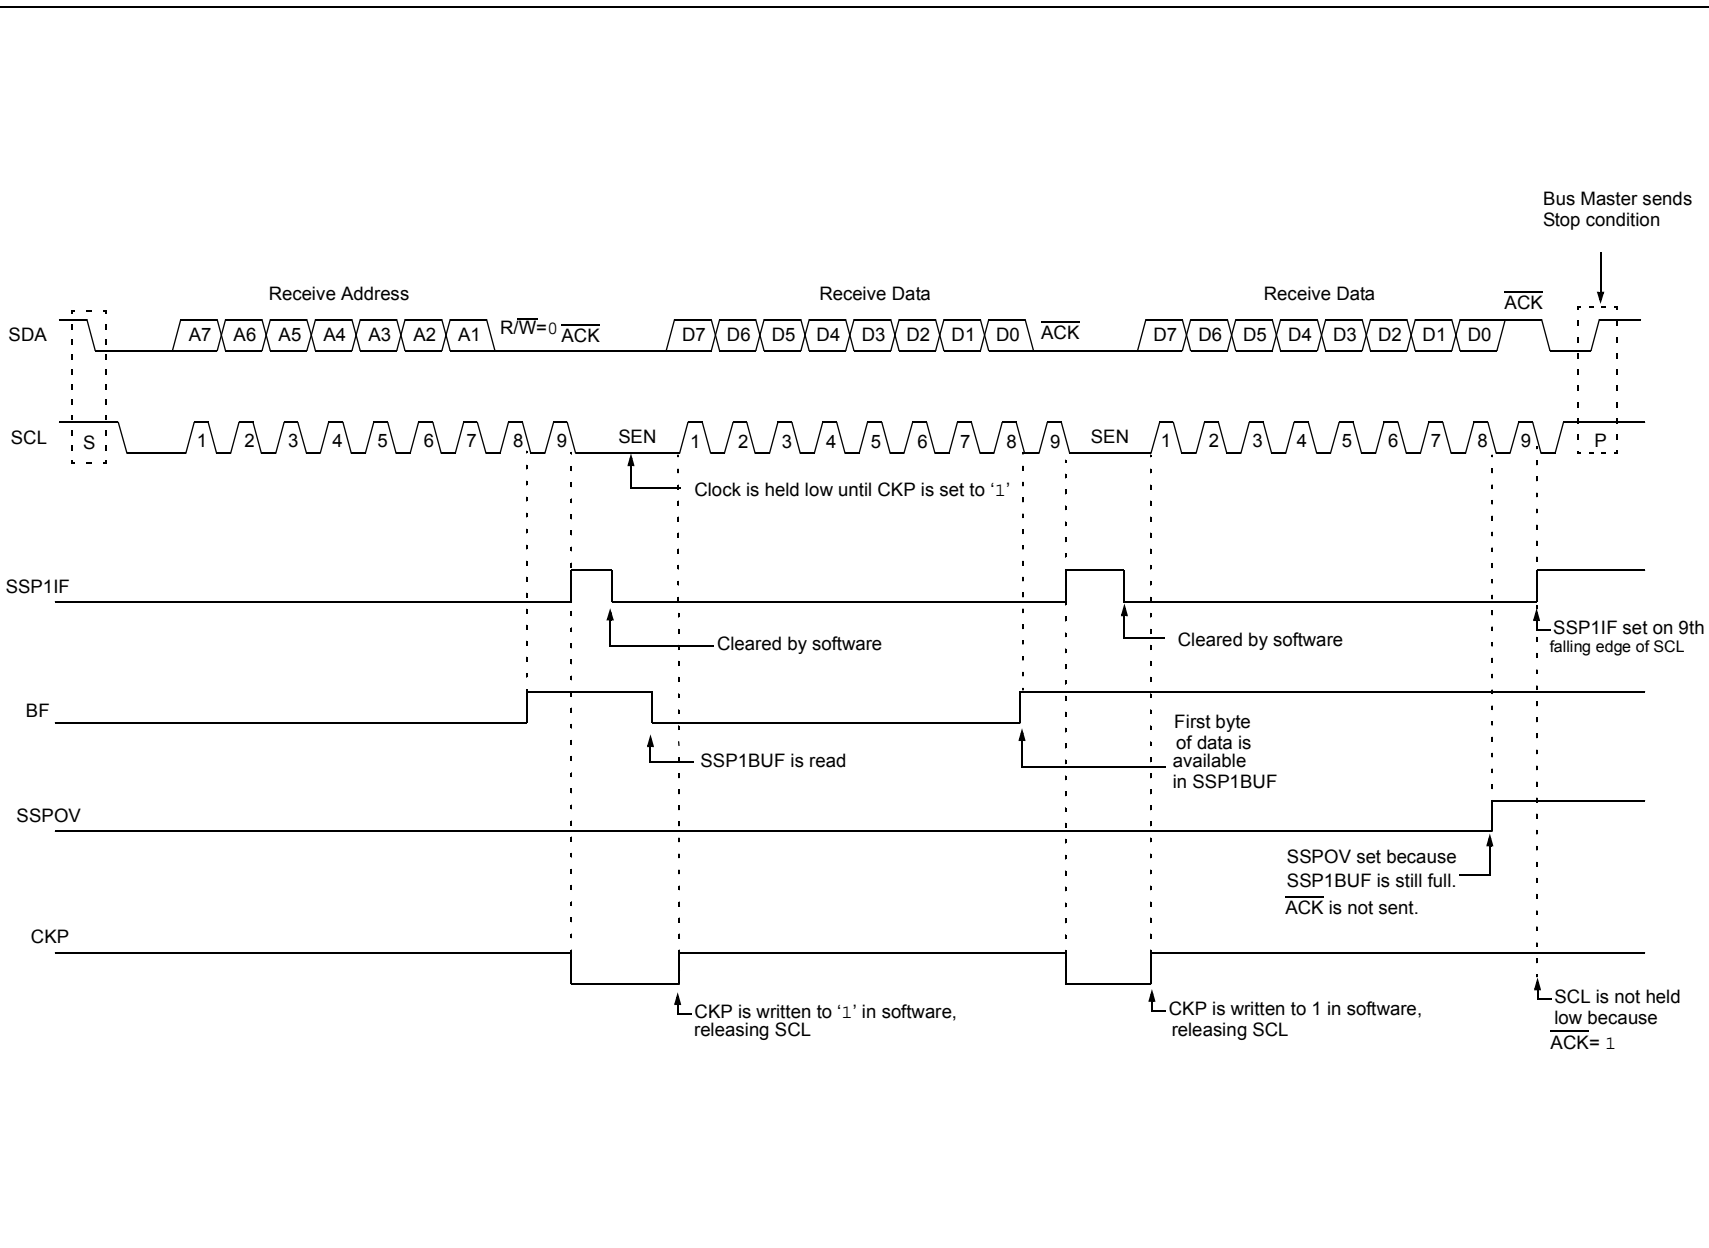 Bus Master sends
Stop condition
Receive Address
Receive Data
Receive Data
ACK
SDA
A7 A6 A5 A4 A3 A2 A1 R/W=0 ACK
D7 D6 D5 D4 D3 D2 D1 D0 ACK
D7 D6 D5 D4 D3 D2 D1 D0
SCL
S
1 2 3 4 5 6 7 8 9 SEN
1 2 3 4 5 6 7 8 9 SEN
1 2 3 4 5 6 7 8 9
P
Clock is held low until CKP is set to ‘1’
SSP1IF
Cleared by software
Cleared by software
SSP1IF set on 9th
falling edge of SCL
BF
SSP1BUF is read
First byte
of data is
available
in SSP1BUF
SSPOV
SSPOV set because
SSP1BUF is still full.
ACK is not sent.
CKP
CKP is written to ‘1’ in software,
releasing SCL
CKP is written to 1 in software,
releasing SCL
SCL is not held
low because
ACK= 1